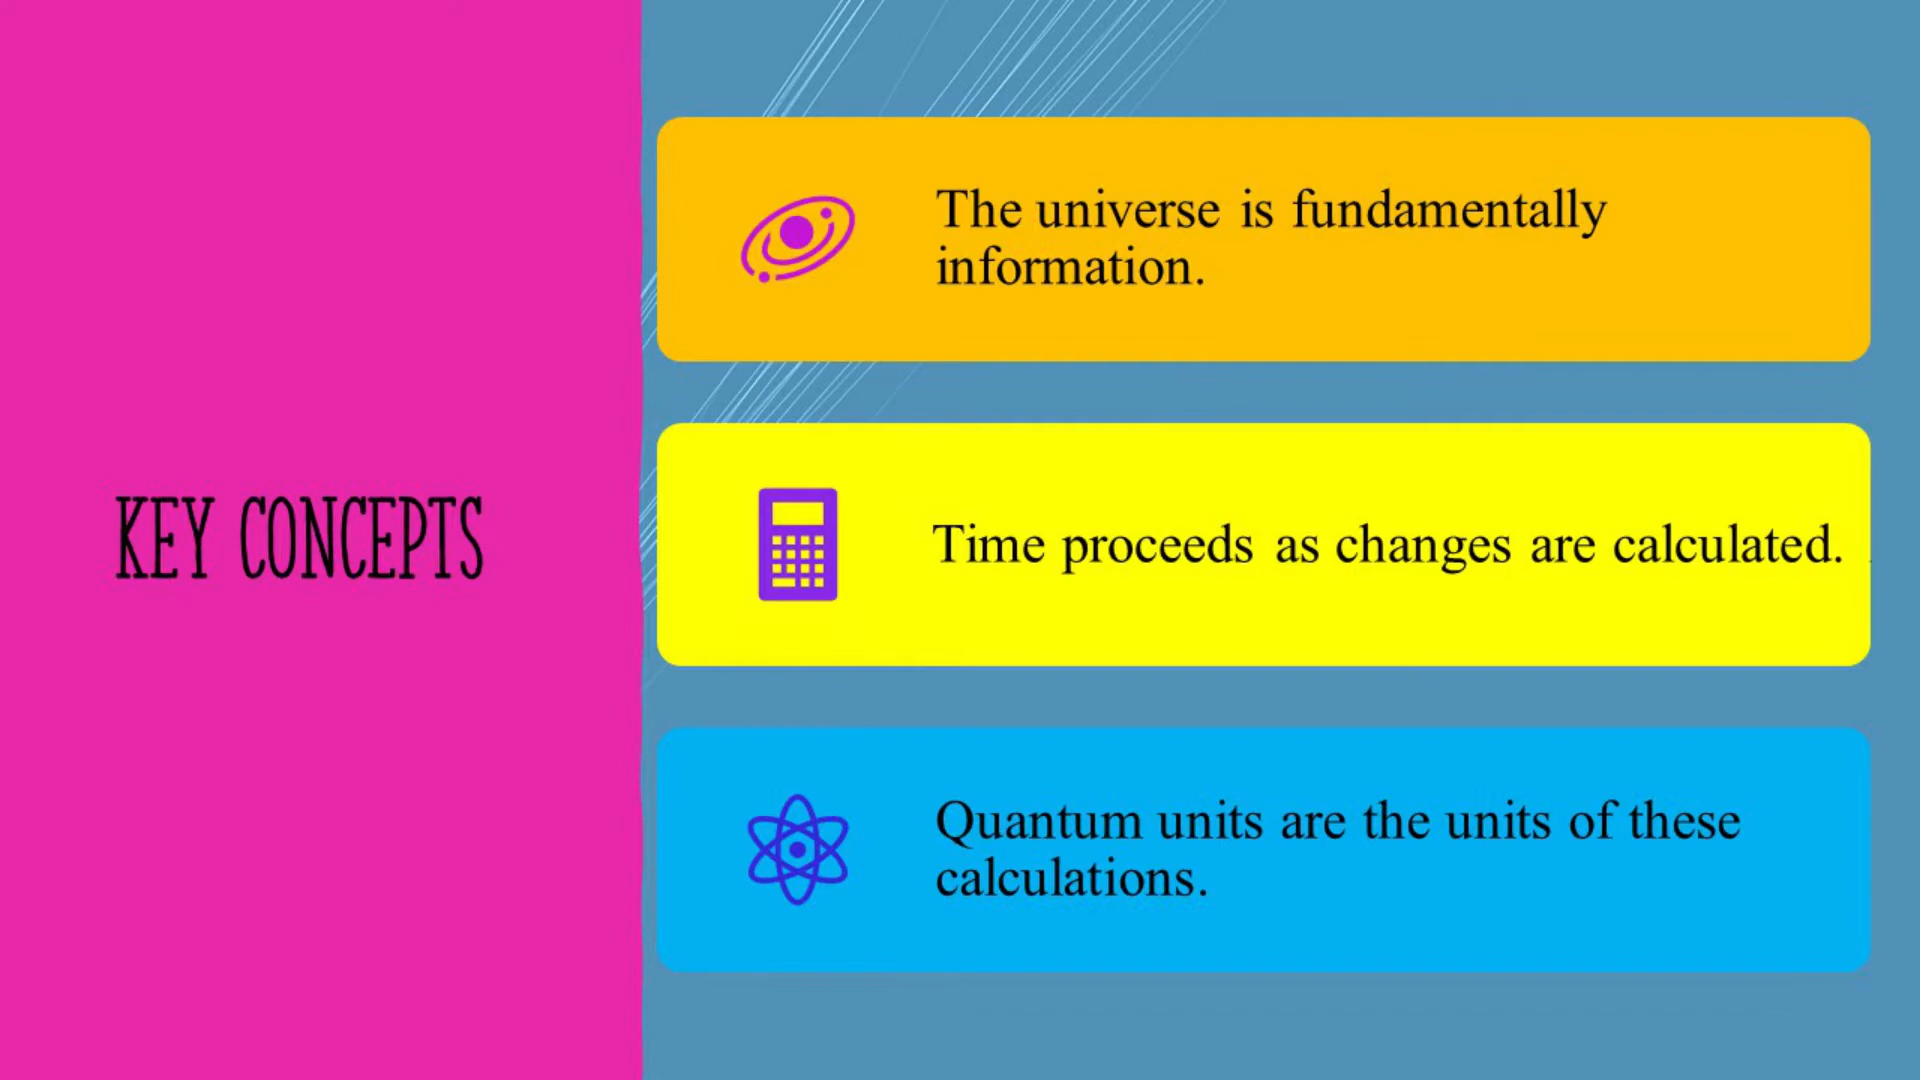 KEY CONCEPTS
The universe is fundamentally
information.
Time proceeds as changes are calculated.
Quantum units are the units of these
calculations.